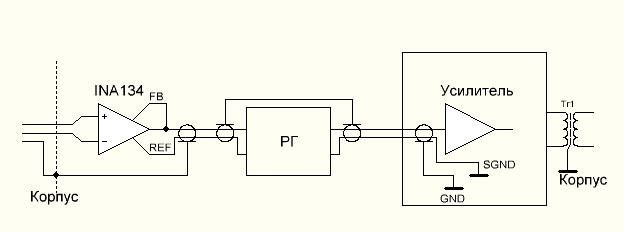 INA134
FB
+
−
REF
РГ
Усилитель
SGND
GND
Tr1
Корпус
Корпус